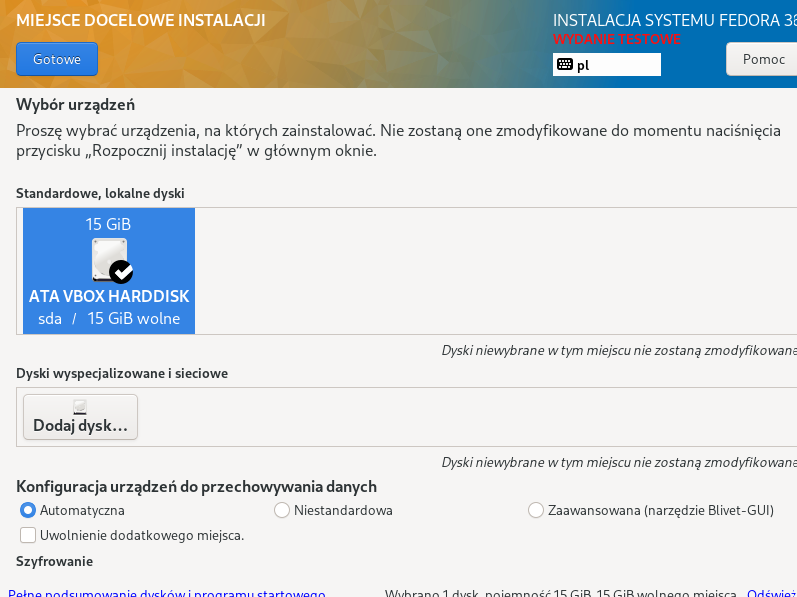 MIEJSCE DOCELOWE INSTALACJI
INSTALACJA SYSTEMU FEDORA 36
WYDANIE TESTOWE
Gotowe
pl
Pomoc
Wybór urządzeń
Proszę wybrać urządzenia, na których zainstalować. Nie zostaną one zmodyfikowane do momentu naciśnięcia
przycisku „Rozpocznij instalację” w głównym oknie.
Standardowe, lokalne dyski
15 GiB
ATA VBOX HARDDISK
sda / 15 GiB wolne
Dyski niewybrane w tym miejscu nie zostaną zmodyfikowane
Dyski wyspecjalizowane i sieciowe
Dodaj dysk…
Dyski niewybrane w tym miejscu nie zostaną zmodyfikowane
Konfiguracja urządzeń do przechowywania danych
Automatyczna Niestandardowa Zaawansowana (narzędzie Blivet-GUI)
Uwolnienie dodatkowego miejsca.
Szyfrowanie
Pełne podsumowanie dysków i programu startowego… Wybrano 1 dysk, pojemność 15 GiB, 15 GiB wolnego miejsca Odśwież